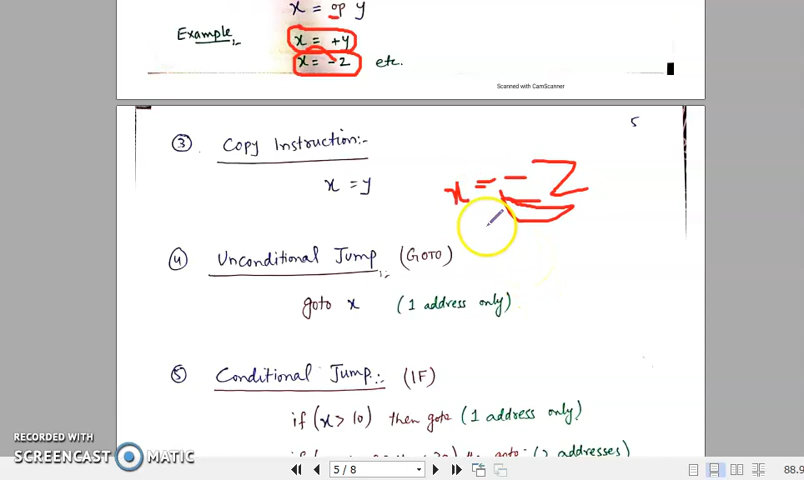 x = op y
Example:-
x = +y
x = -z etc.
Scanned with CamScanner
5
③ Copy Instruction:-
x = y
x = - z
④ Unconditional Jump:- (GOTO)
goto x (1 address only)
⑤ Conditional Jump:- (IF)
if (x > 10) then goto (1 address only)
(2 addresses)
RECORDED WITH
SCREENCAST MATIC
5 / 8
88.9